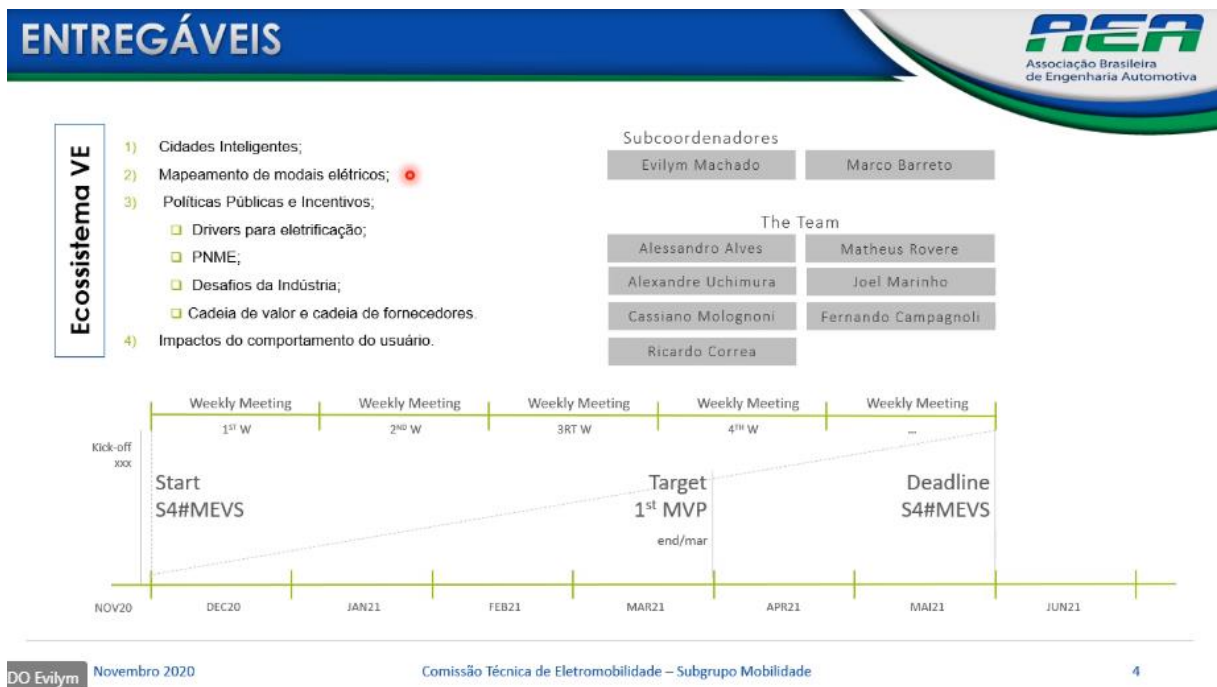 ENTREGÁVEIS
AEA
Associação Brasileira
de Engenharia Automotiva
Ecossistema VE
1) Cidades Inteligentes;
2) Mapeamento de modais elétricos;
3) Políticas Públicas e Incentivos;
Drivers para eletrificação;
PNME;
Desafios da Indústria;
Cadeia de valor e cadeia de fornecedores.
4) Impactos do comportamento do usuário.
Subcoordenadores
Evilym Machado Marco Barreto
The Team
Alessandro Alves Matheus Rovere
Alexandre Uchimura Joel Marinho
Cassiano Molognoni Fernando Campagnoli
Ricardo Correa
Weekly Meeting Weekly Meeting Weekly Meeting Weekly Meeting Weekly Meeting
1ST W 2ND W 3RT W 4TH W ...
Kick-off
xxx
Start
S4#MEVS
Target
1st MVP
end/mar
Deadline
S4#MEVS
NOV20 DEC20 JAN21 FEB21 MAR21 APR21 MAI21 JUN21
DO Evilym
Novembro 2020 Comissão Técnica de Eletromobilidade – Subgrupo Mobilidade 4